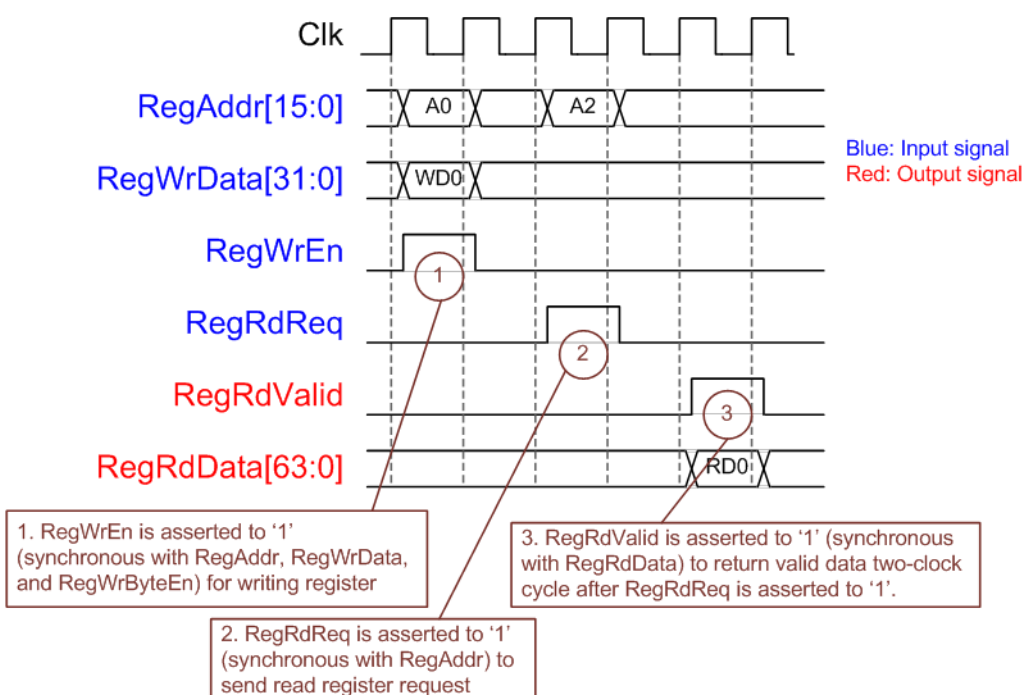 Clk
RegAddr[15:0]
A0
A2
Blue: Input signal
Red: Output signal
RegWrData[31:0]
WD0
RegWrEn
1
RegRdReq
2
RegRdValid
3
RegRdData[63:0]
RD0
1. RegWrEn is asserted to ‘1’
(synchronous with RegAddr, RegWrData,
and RegWrByteEn) for writing register
3. RegRdValid is asserted to ‘1’ (synchronous
with RegRdData) to return valid data two-clock
cycle after RegRdReq is asserted to ‘1’.
2. RegRdReq is asserted to ‘1’
(synchronous with RegAddr) to
send read register request